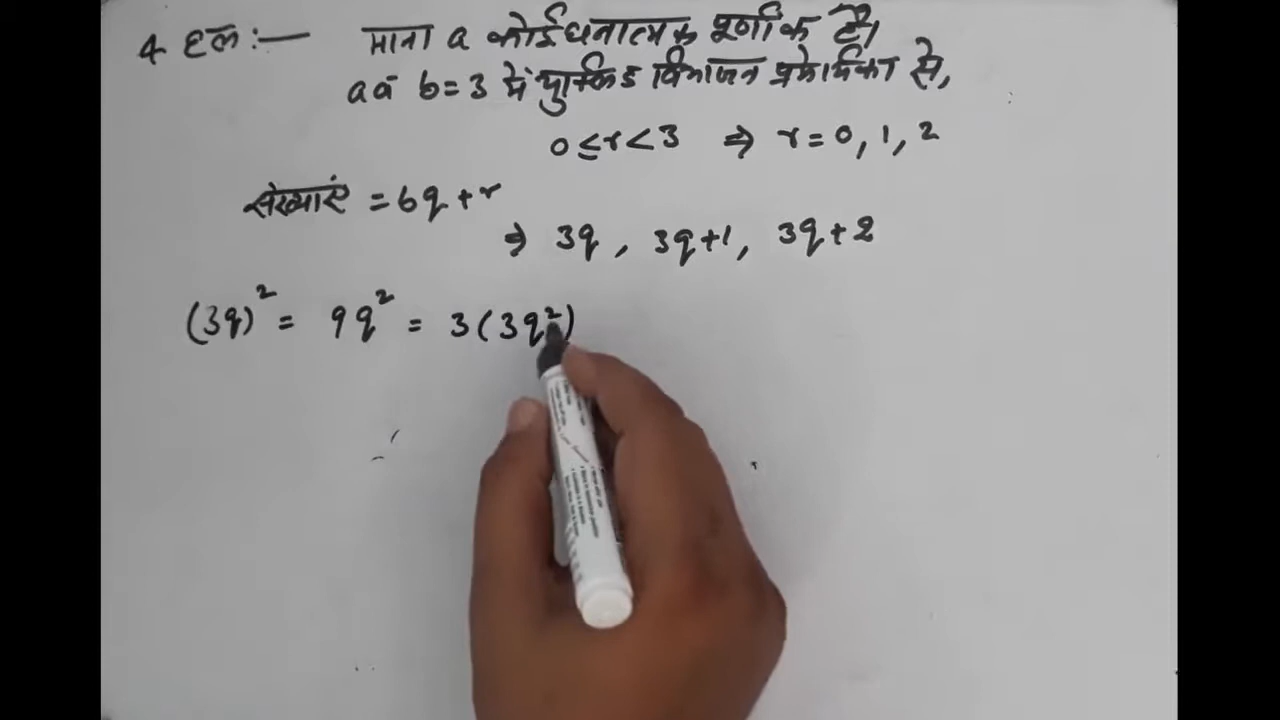 4 हल :— माना a कोई धनात्मक पूर्णांक है।
a व b = 3 में युक्लिड विभाजन प्रमेयिका से,
0 ≤ r < 3 ⇒ r = 0, 1, 2
संख्याएं = bq + r
⇒ 3q , 3q+1, 3q+2
(3q)² = 9q² = 3(3q²)